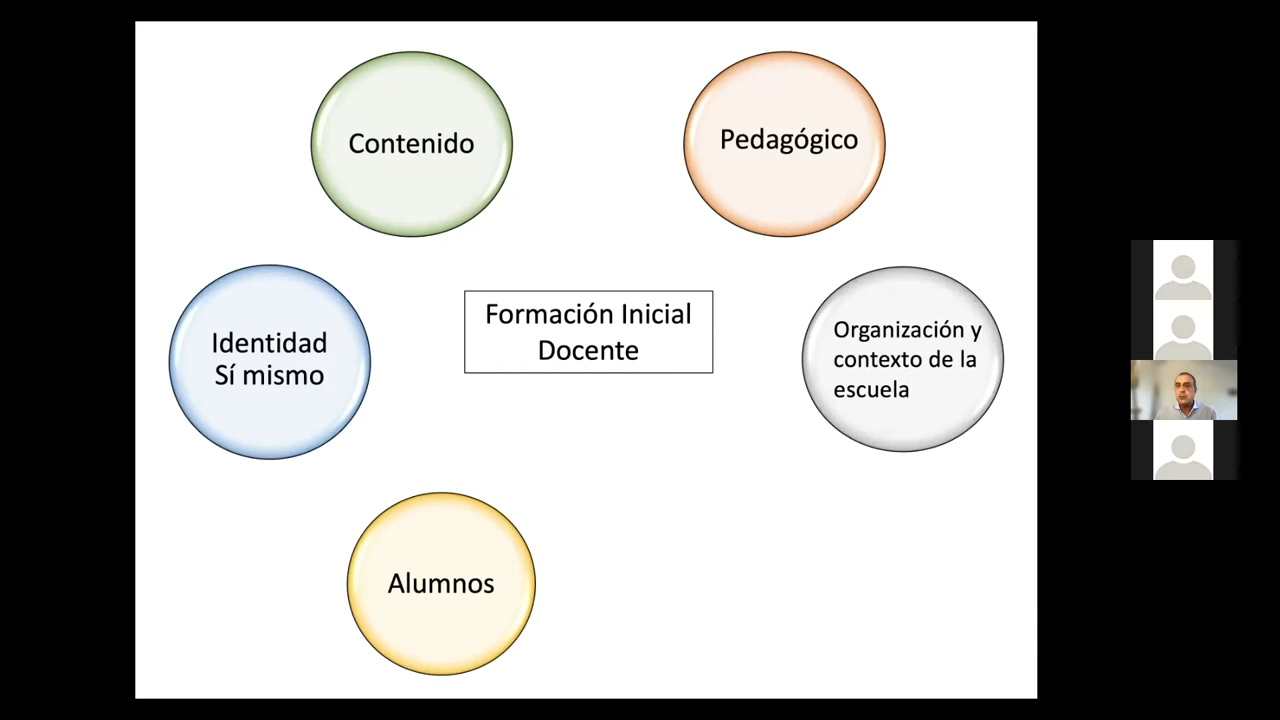 Contenido
Pedagógico
Identidad
Sí mismo
Formación Inicial
Docente
Organización y
contexto de la
escuela
Alumnos